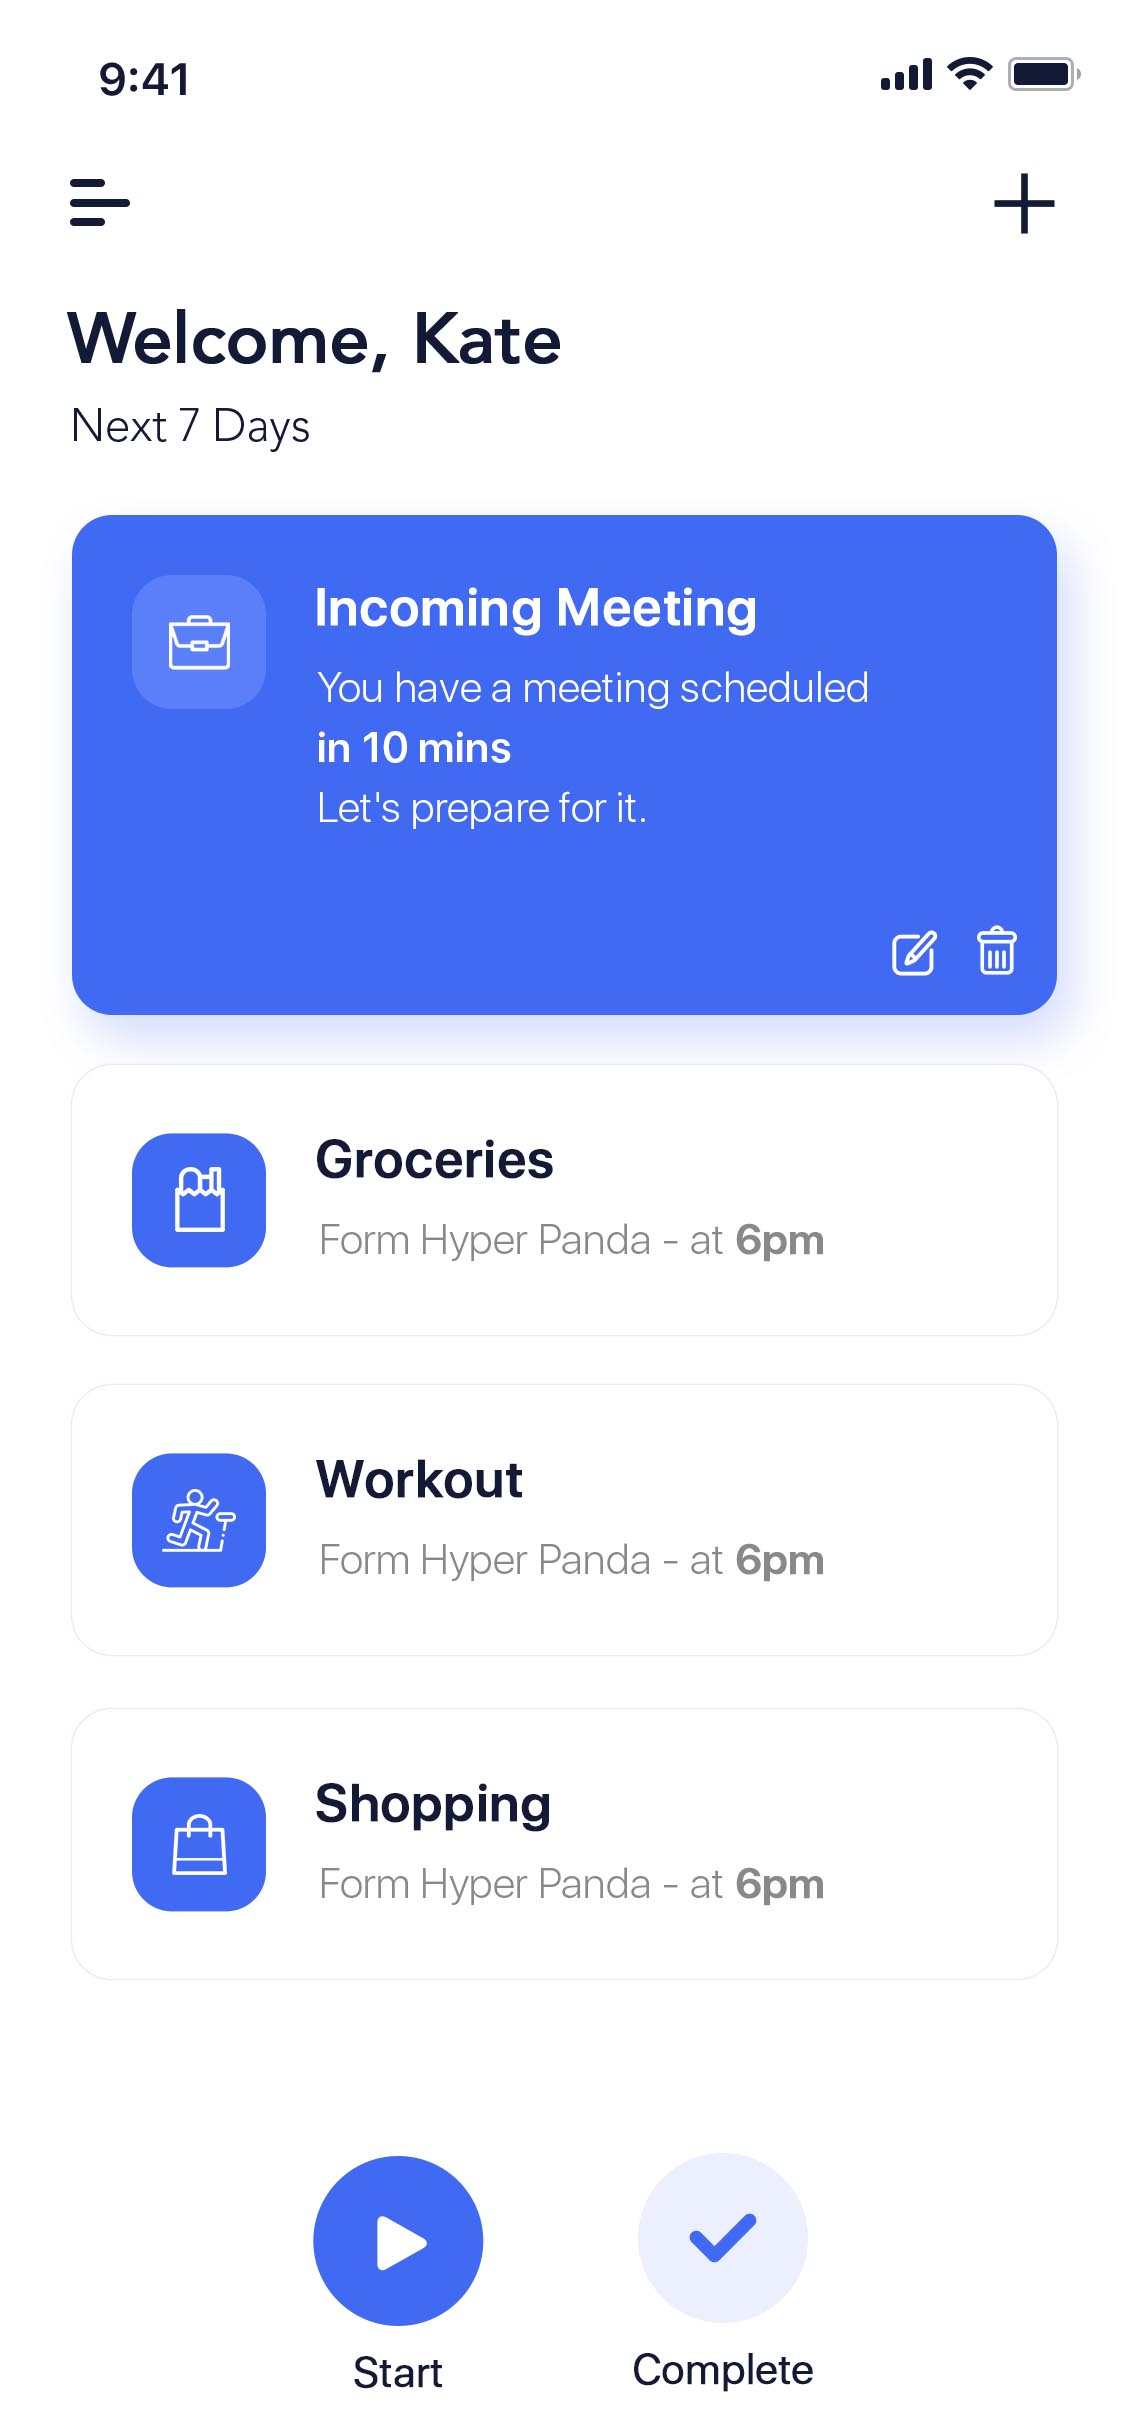 9:41
Welcome, Kate
Next 7 Days
Incoming Meeting
You have a meeting scheduled
in 10 mins
Let's prepare for it.
Groceries
Form Hyper Panda - at 6pm
Workout
Form Hyper Panda - at 6pm
Shopping
Form Hyper Panda - at 6pm
Start
Complete